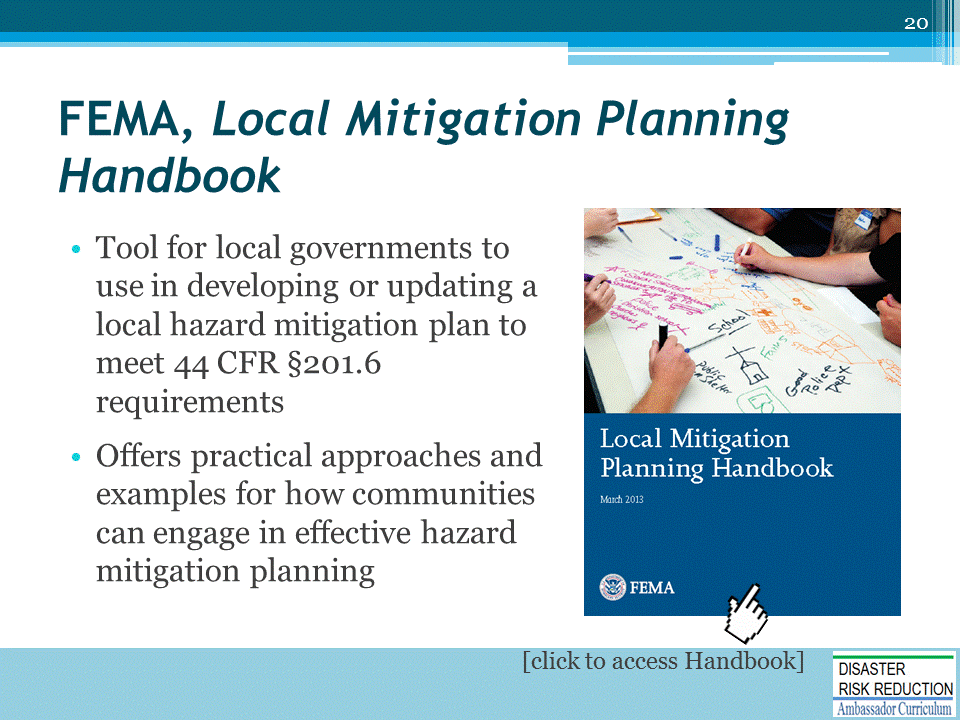 20
FEMA, Local Mitigation Planning
Handbook
• Tool for local governments to
use in developing or updating a
local hazard mitigation plan to
meet 44 CFR §201.6
requirements
• Offers practical approaches and
examples for how communities
can engage in effective hazard
mitigation planning
School
Public
Shelter
Good
Police
Dept
Local Mitigation
Planning Handbook
March 2013
FEMA
[click to access Handbook]
DISASTER
RISK REDUCTION
Ambassador Curriculum